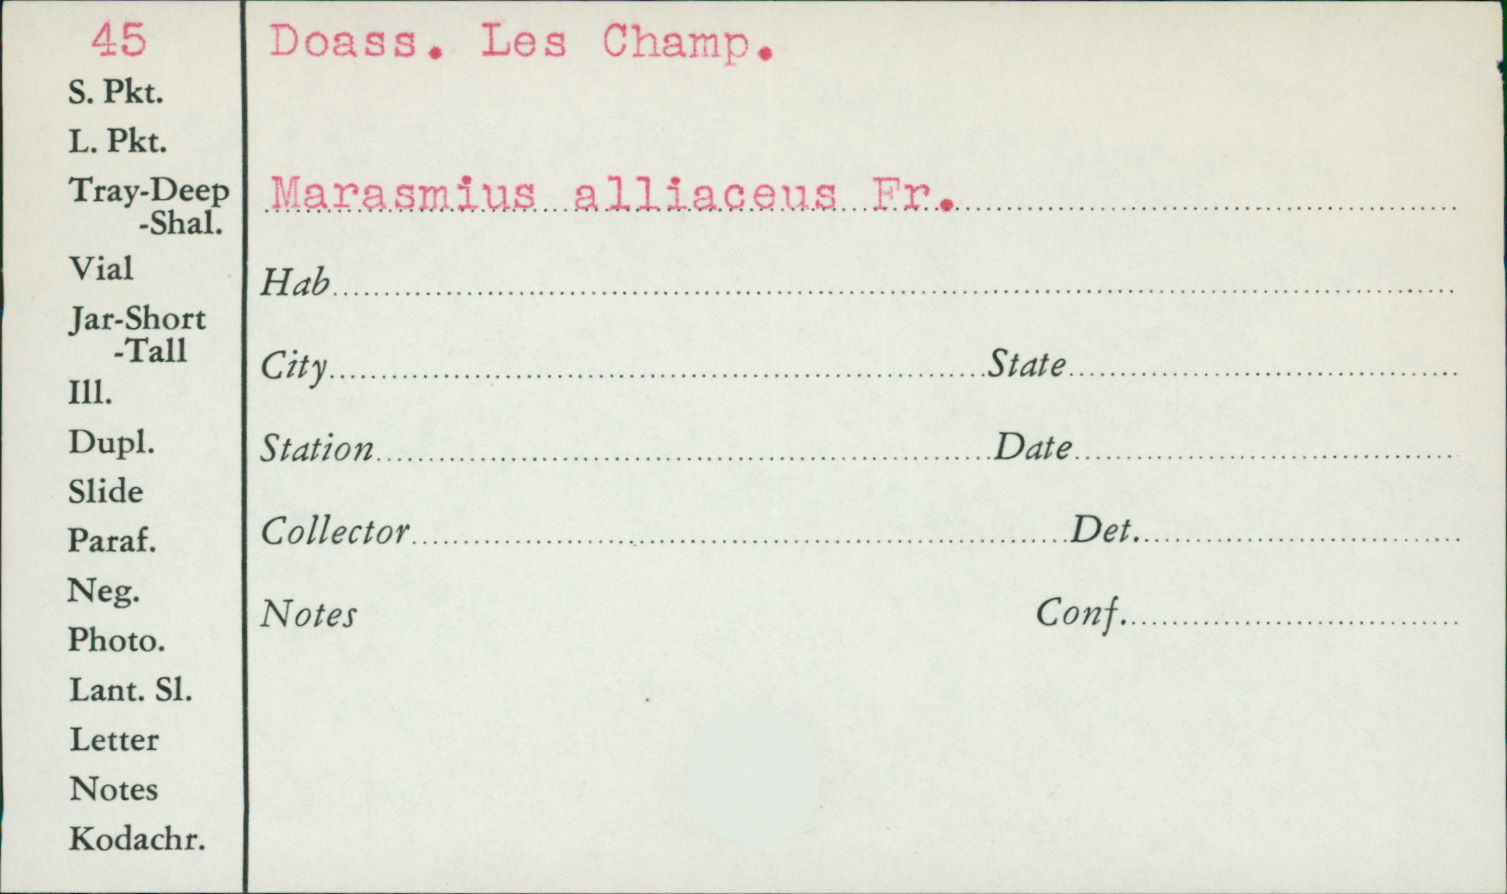 45
Doass. Les Champ.
S. Pkt.
L. Pkt.
Tray-Deep
-Shal.
Marasmius alliaceus Fr.
Vial
Hab
Jar-Short
-Tall
City State
Ill.
Dupl.
Station Date
Slide
Paraf.
Collector Det.
Neg.
Notes Conf.
Photo.
Lant. Sl.
Letter
Notes
Kodachr.